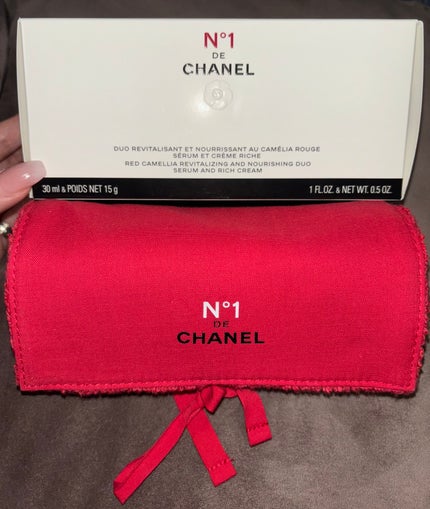 N°1
DE
CHANEL
DUO REVITALISANT ET NOURRISSANT AU CAMÉLIA ROUGE
SÉRUM ET CRÈME RICHE
RED CAMELLIA REVITALIZING AND NOURISHING DUO
SERUM AND RICH CREAM
30 ml & POIDS NET 15 g 1 FL.OZ. & NET WT. 0.5 OZ.
N°1
DE
CHANEL